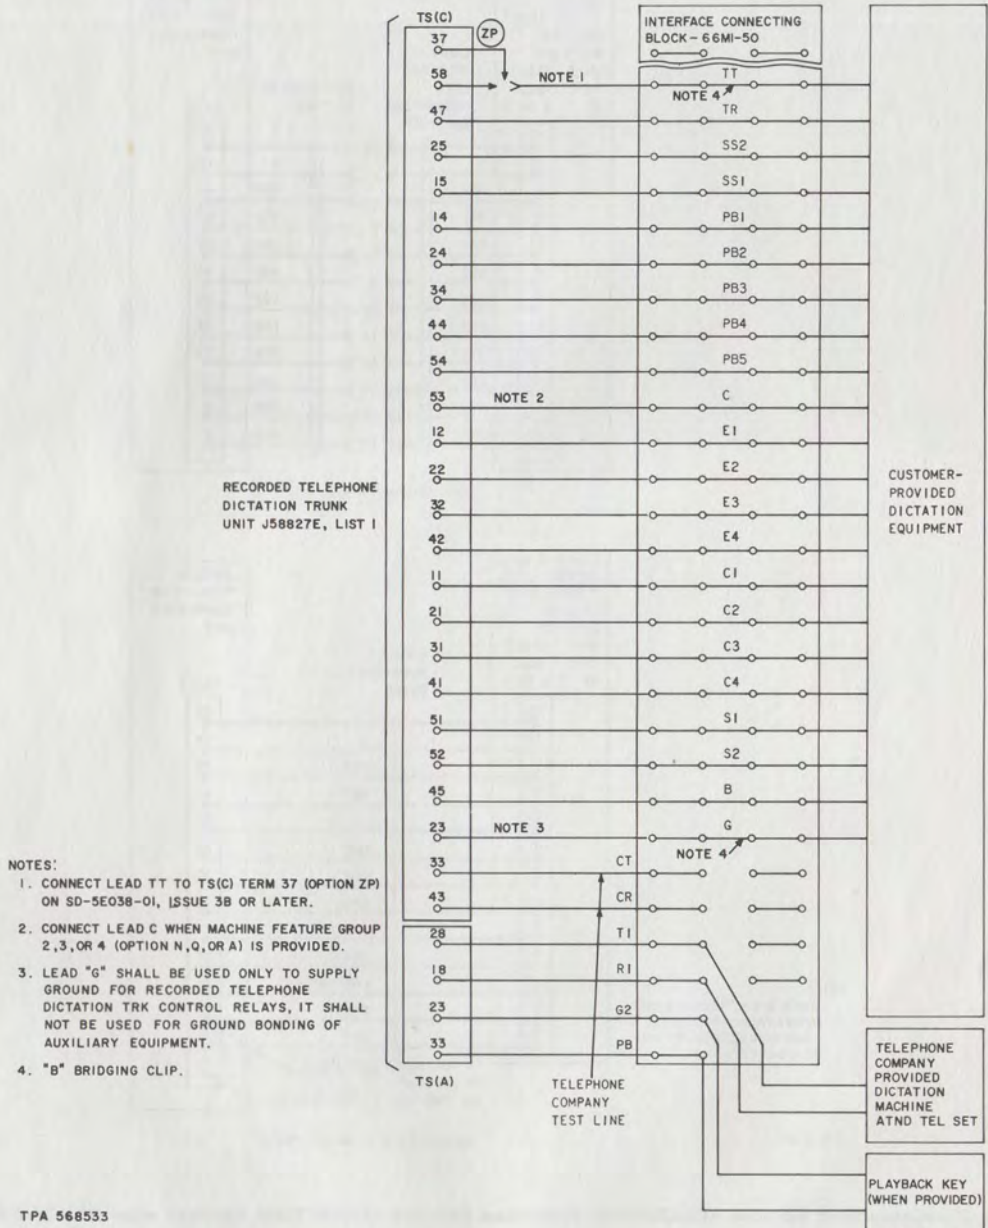 TS(C)
INTERFACE CONNECTING
BLOCK-66MI-50
37
ZP
58
NOTE 1
TT
NOTE 4
47
TR
25
SS2
15
SS1
14
PB1
24
PB2
34
PB3
44
PB4
54
PB5
53
NOTE 2
C
12
E1
22
E2
32
E3
42
E4
11
C1
21
C2
31
C3
41
C4
51
S1
52
S2
45
B
23
NOTE 3
G
NOTE 4
33
CT
43
CR
28
T1
18
R1
23
G2
33
PB
TS(A)
RECORDED TELEPHONE
DICTATION TRUNK
UNIT J58827E, LIST 1
CUSTOMER-
PROVIDED
DICTATION
EQUIPMENT
NOTES:
1. CONNECT LEAD TT TO TS(C) TERM 37 (OPTION ZP)
ON SD-5E038-01, ISSUE 3B OR LATER.
2. CONNECT LEAD C WHEN MACHINE FEATURE GROUP
2,3,OR 4 (OPTION N,Q,OR A) IS PROVIDED.
3. LEAD "G" SHALL BE USED ONLY TO SUPPLY
GROUND FOR RECORDED TELEPHONE
DICTATION TRK CONTROL RELAYS, IT SHALL
NOT BE USED FOR GROUND BONDING OF
AUXILIARY EQUIPMENT.
4. "B" BRIDGING CLIP.
TELEPHONE
COMPANY
TEST LINE
TELEPHONE
COMPANY
PROVIDED
DICTATION
MACHINE
ATND TEL SET
PLAYBACK KEY
(WHEN PROVIDED)
TPA 568533